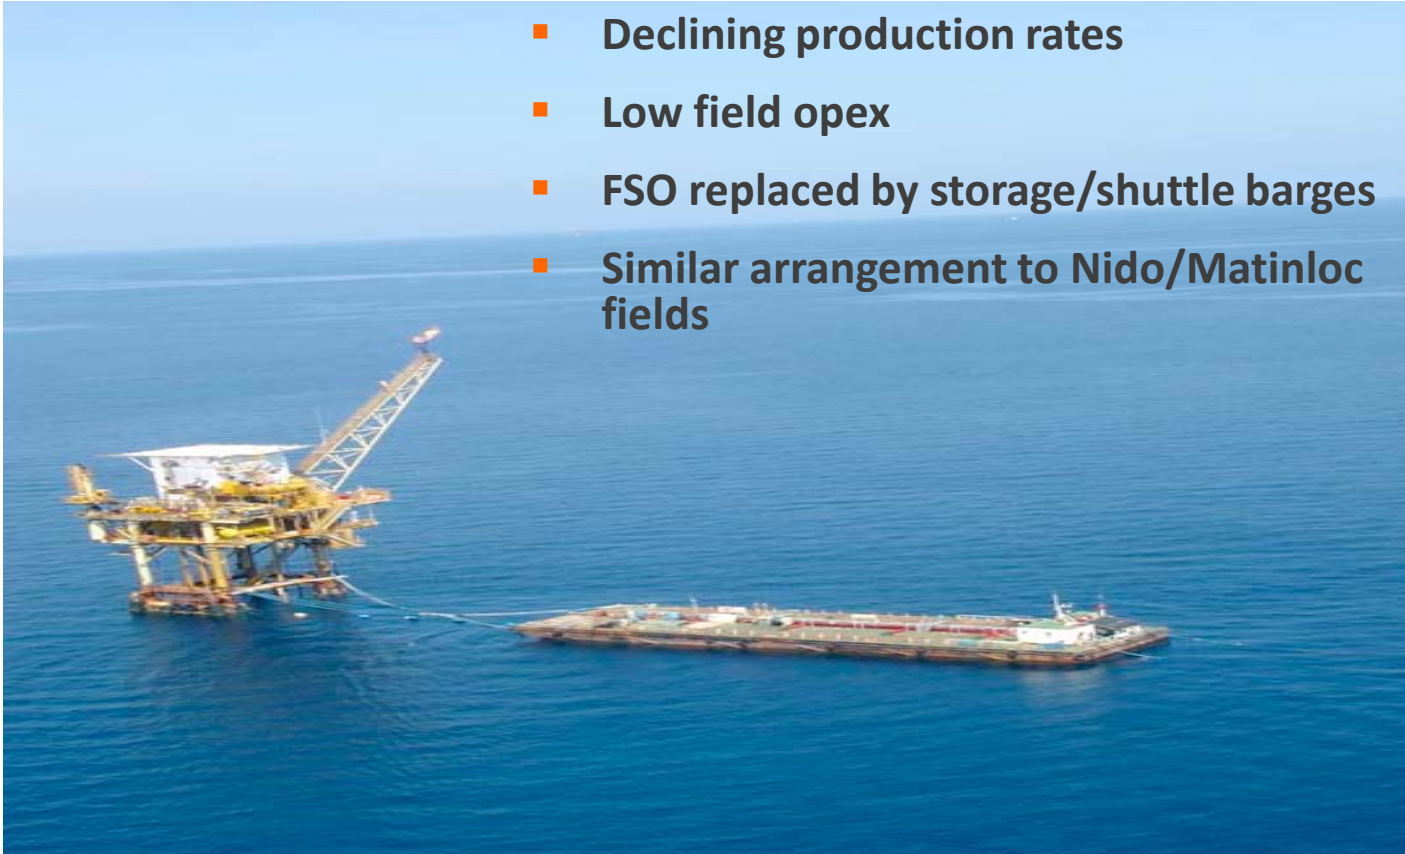 ▪ Declining production rates
▪ Low field opex
▪ FSO replaced by storage/shuttle barges
▪ Similar arrangement to Nido/Matinloc
fields